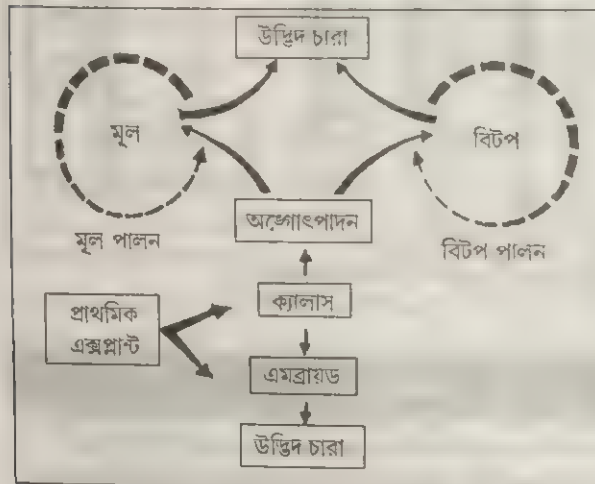 উদ্ভিদ চারা
মূল
বিটপ
অঙ্গোৎপাদন
মূল পালন
বিটপ পালন
প্রাথমিক
এক্সপ্লান্ট
ক্যালাস
এমব্রায়ড
উদ্ভিদ চারা